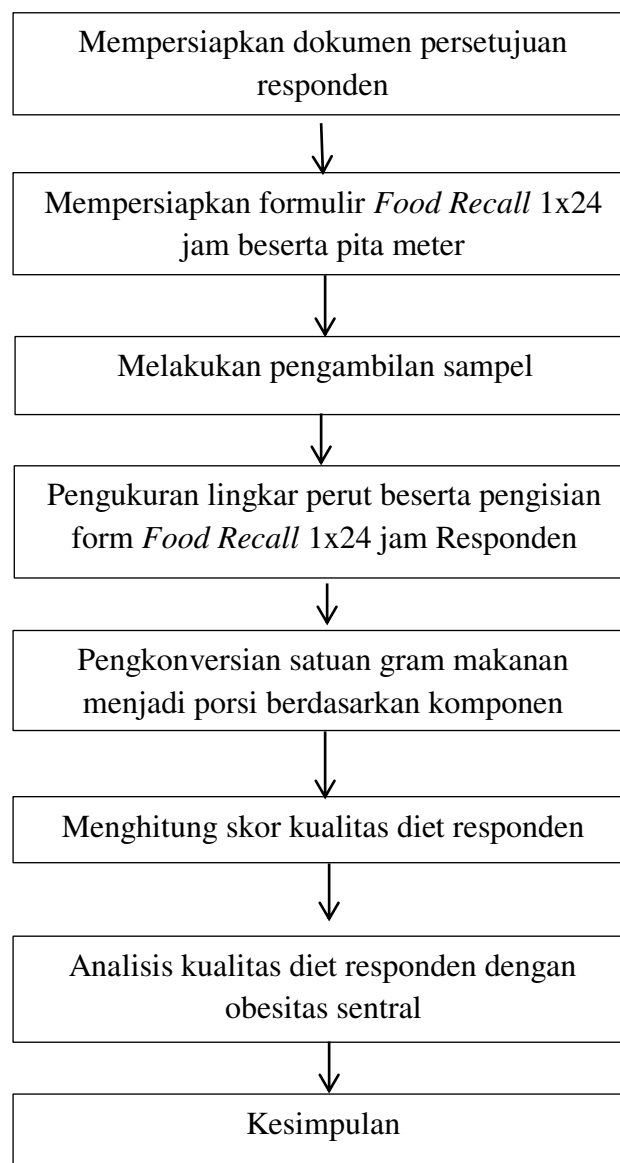 Mempersiapkan dokumen persetujuan
responden
Mempersiapkan formulir Food Recall 1x24
jam beserta pita meter
Melakukan pengambilan sampel
Pengukuran lingkar perut beserta pengisian
form Food Recall 1x24 jam Responden
Pengkonversian satuan gram makanan
menjadi porsi berdasarkan komponen
Menghitung skor kualitas diet responden
Analisis kualitas diet responden dengan
obesitas sentral
Kesimpulan